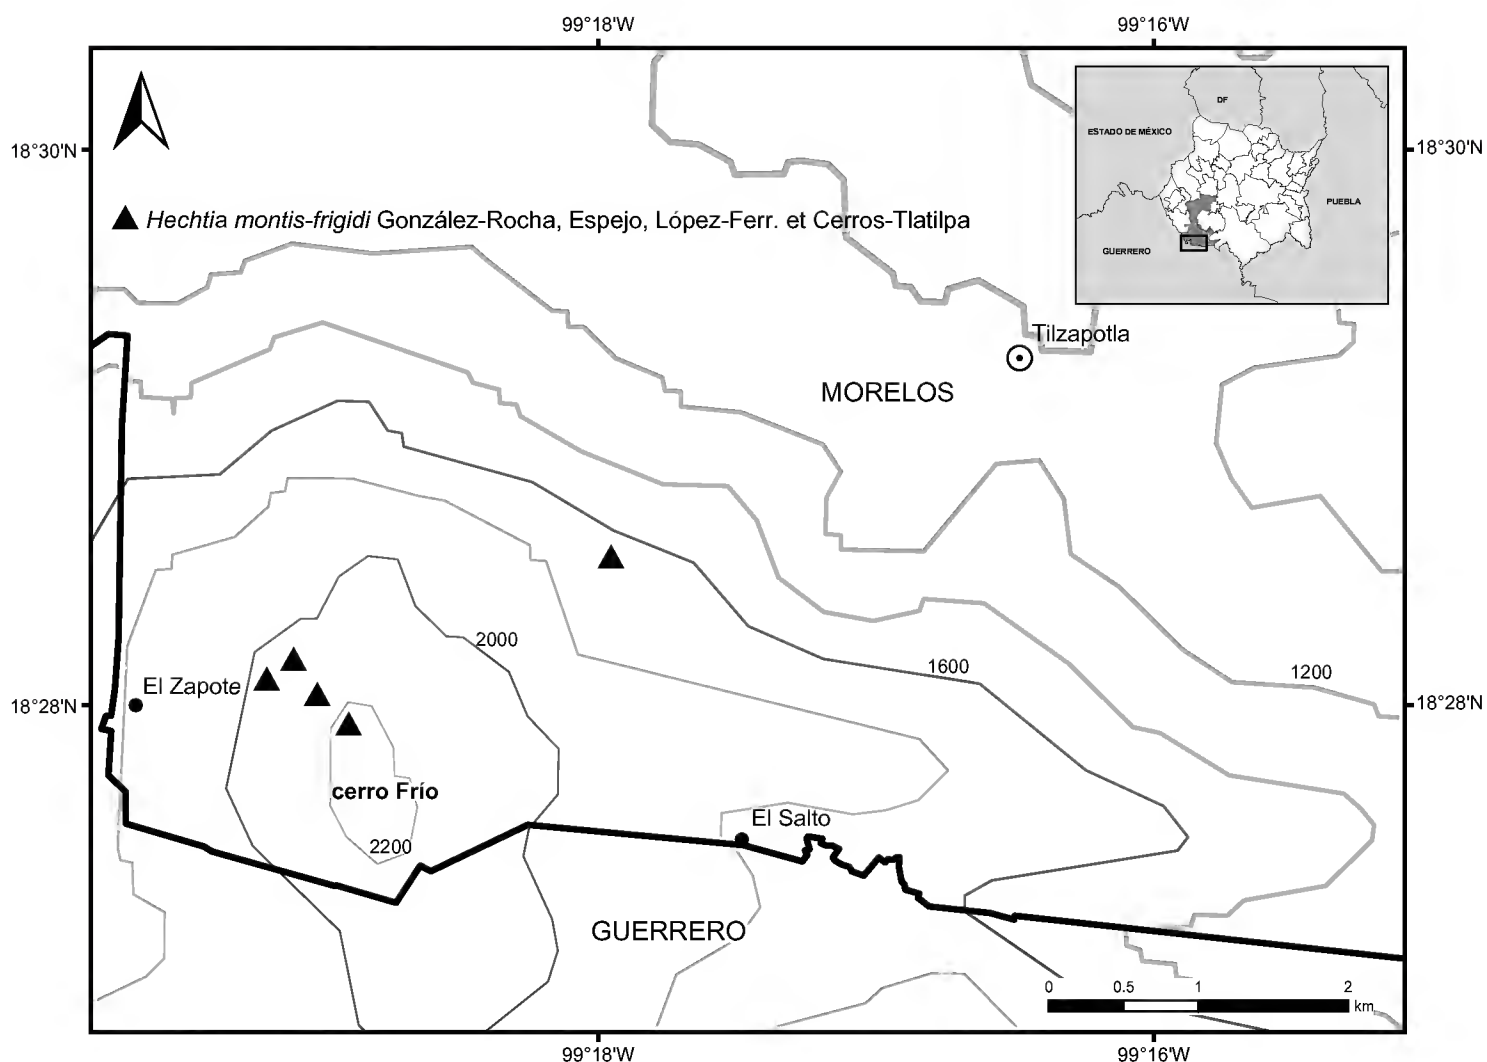 99°18'W
99°16'W
DF
ESTADO DE MÉXICO
PUEBLA
GUERRERO
18°30'N
18°30'N
Hechtia montis-frigidi González-Rocha, Espejo, López-Ferr. et Cerros-Tlatilpa
Tilzapotla
MORELOS
2000
1600
1200
El Zapote
18°28'N
18°28'N
cerro Frío
2200
El Salto
GUERRERO
0 0.5 1 2
km
99°18'W
99°16'W